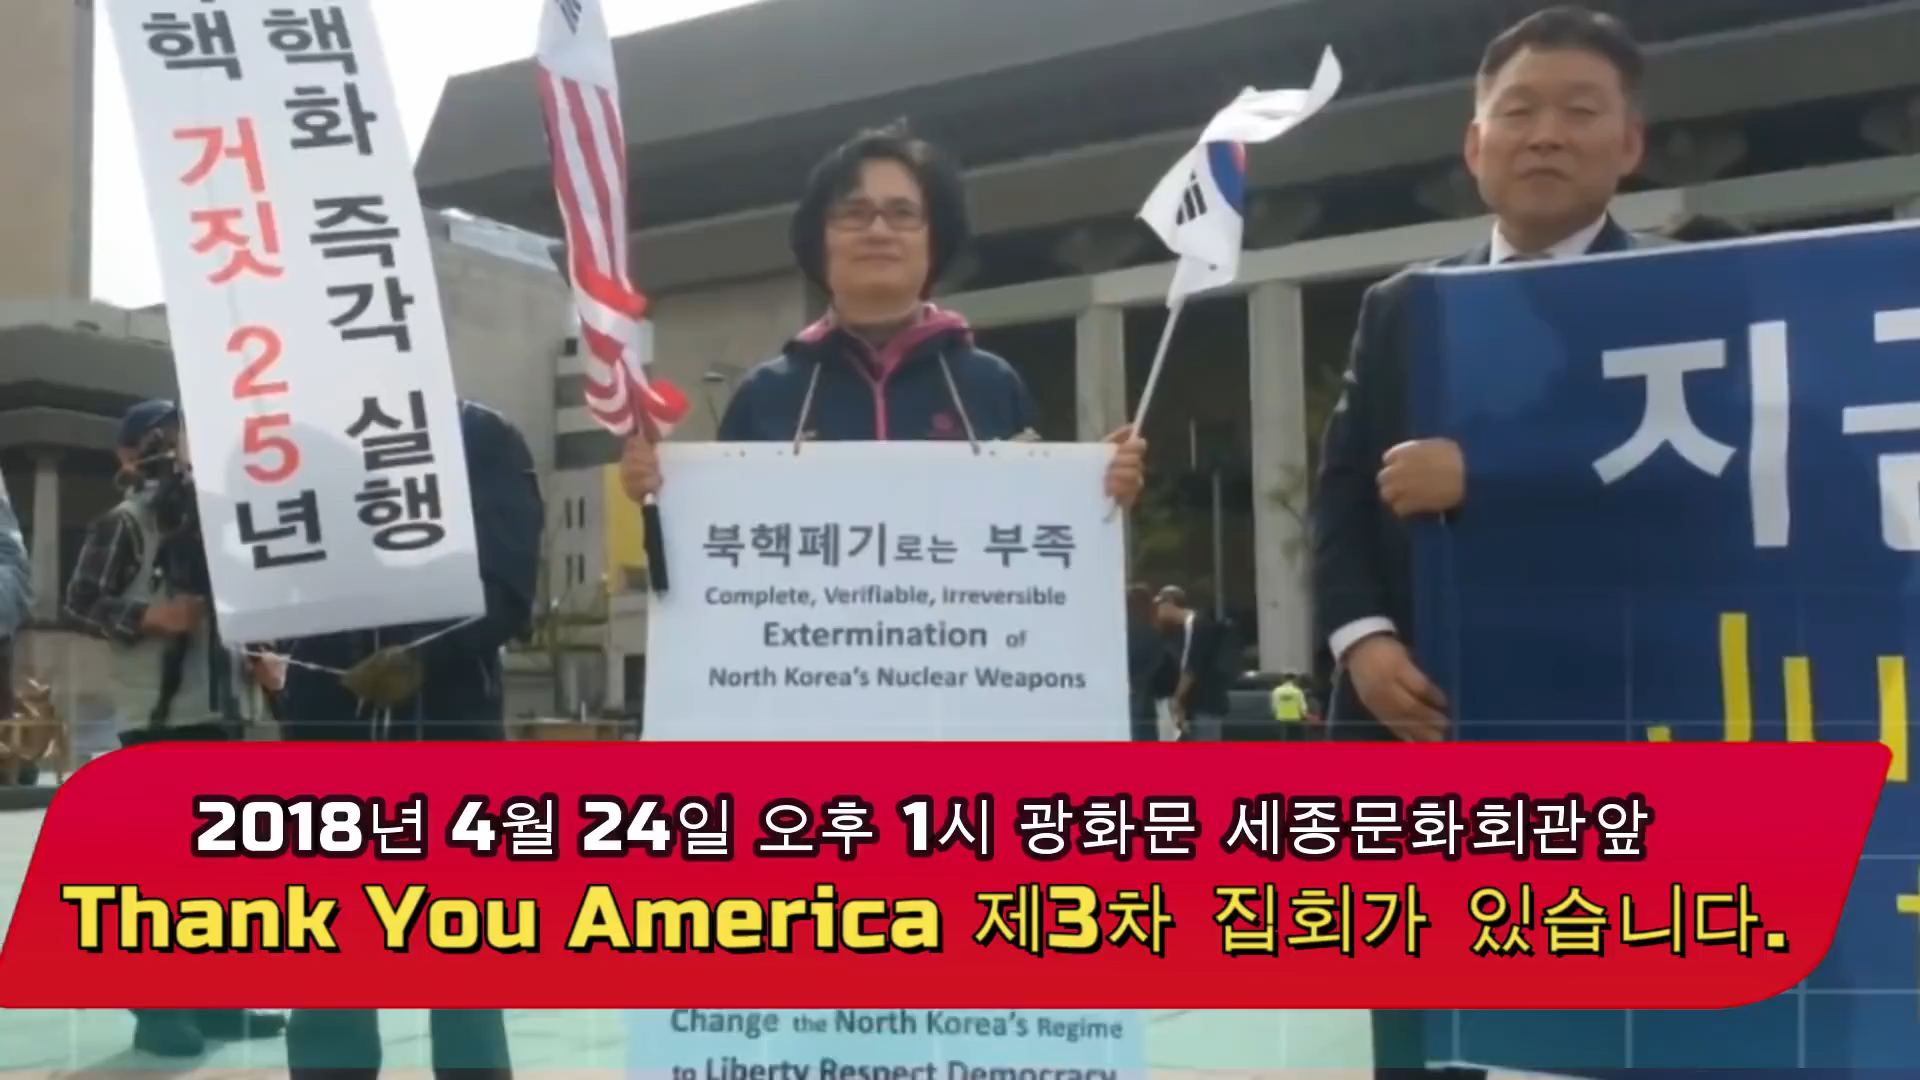 핵화 즉각 실행
핵 거짓 25년
북핵폐기로는 부족
Complete, Verifiable, Irreversible
Extermination of
North Korea's Nuclear Weapons
지금
2018년 4월 24일 오후 1시 광화문 세종문화회관앞
Thank You America 제3차 집회가 있습니다.
Change the North Korea's Regime
to Liberty Respect Democracy